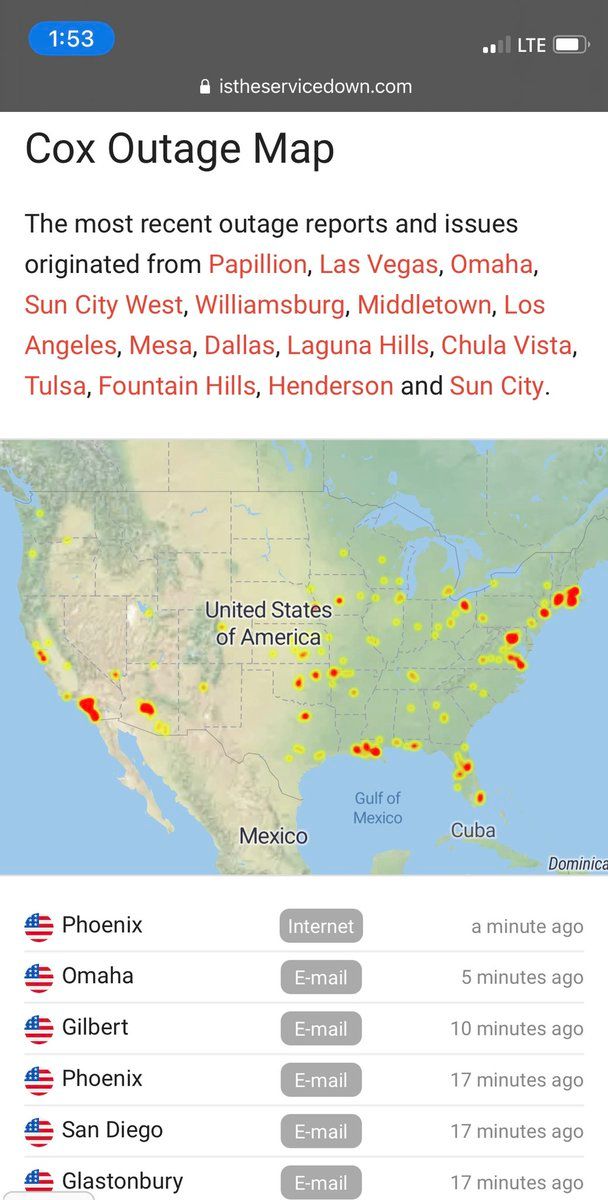 1:53
LTE
istheservicedown.com
Cox Outage Map
The most recent outage reports and issues
originated from Papillion, Las Vegas, Omaha,
Sun City West, Williamsburg, Middletown, Los
Angeles, Mesa, Dallas, Laguna Hills, Chula Vista,
Tulsa, Fountain Hills, Henderson and Sun City.
United States
of America
Gulf of
Mexico
Mexico
Cuba
Dominica
Phoenix Internet a minute ago
Omaha E-mail 5 minutes ago
Gilbert E-mail 10 minutes ago
Phoenix E-mail 17 minutes ago
San Diego E-mail 17 minutes ago
Glastonbury E-mail 17 minutes ago